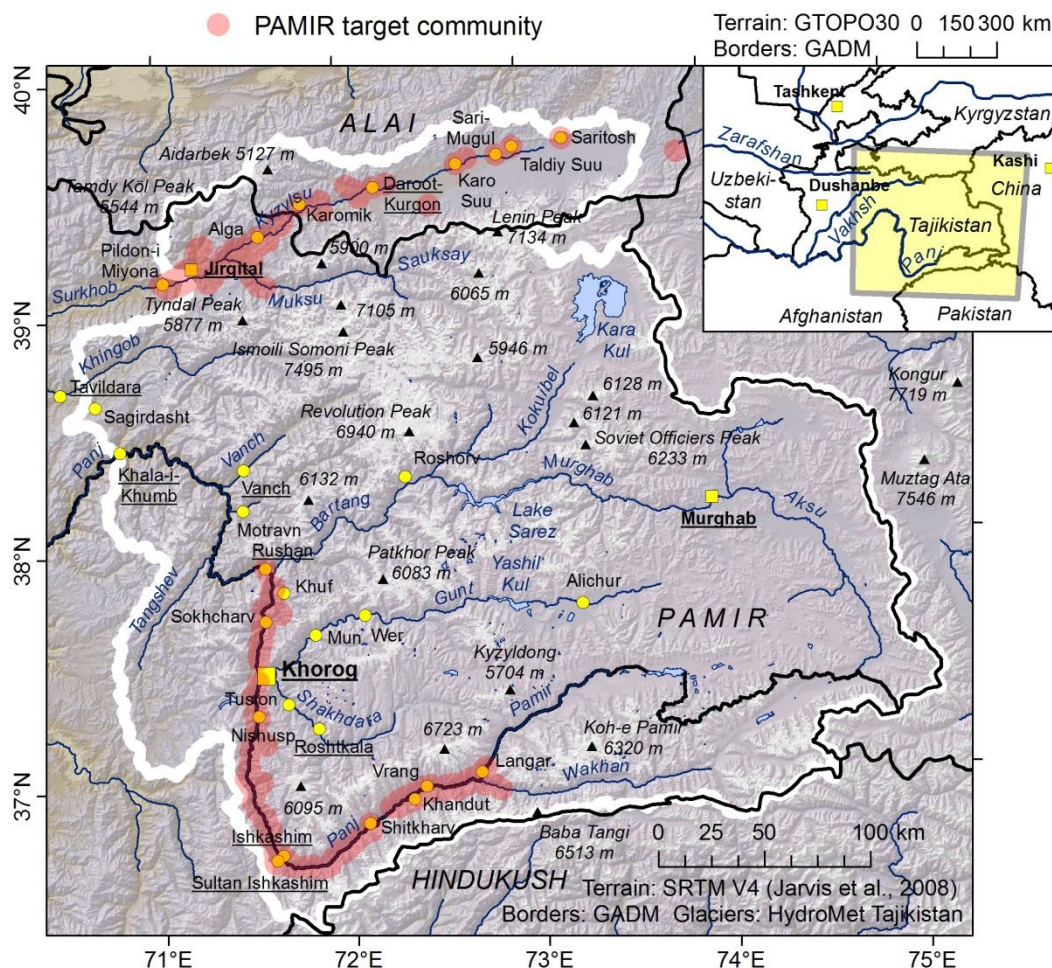 PAMIR target community
Terrain: GTOPO30
Borders: GADM
0 150 300 km
40°N
39°N
38°N
37°N
ALAI
Sari-
Mugul
Saritosh
Taldiy Suu
Aidarbek 5127 m
Tamdy Köl Peak
5544 m
Kyzylsu
Daroot-
Kurgon
Karo
Suu
Karomik
Alga
Lenin Peak
7134 m
Pildon-i
Miyona
Jirgital
5900 m
Sauksay
Surkhob
Muksu
6065 m
Tyndal Peak
5877 m
7105 m
Kara
Kul
Ismoili Somoni Peak
7495 m
5946 m
Khingob
Tavildara
Sagirdasht
Kokuibel
6128 m
6121 m
Kongur
7719 m
Revolution Peak
6940 m
Soviet Officiers Peak
6233 m
Panj
Khala-i-
Khumb
Vanch
Vanch
Roshorv
Murghab
Muztag Ata
7546 m
6132 m
Bartang
Motravn
Rushan
Lake
Sarez
Murghab
Aksu
Tangshev
Patkhor Peak
6083 m
Yashil'
Kul
Khuf
Gunt
Alichur
Sokhcharv
Mun
Wer
PAMIR
Khorog
Kyzyldong
5704 m
Tusion
Shakhdara
Pamir
Nishusp
Roshtkala
6723 m
Koh-e Pamir
6320 m
Langar
Vrang
Wakhan
6095 m
Khandut
Panj
Shitkharv
Baba Tangi
6513 m
Ishkashim
Sultan Ishkashim
HINDUKUSH
0 25 50 100 km
Terrain: SRTM V4 (Jarvis et al., 2008)
Borders: GADM Glaciers: HydroMet Tajikistan
71°E 72°E 73°E 74°E 75°E
Tashkent
Kyrgyzstan
Zarafshan
Kashi
Uzbeki-
stan
Dushanbe
China
Vakhsh
Tajikistan
Panj
Afghanistan
Pakistan